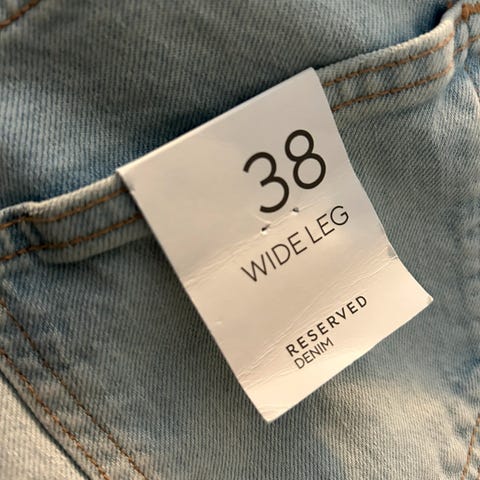 38
WIDE LEG
RESERVED
DENIM